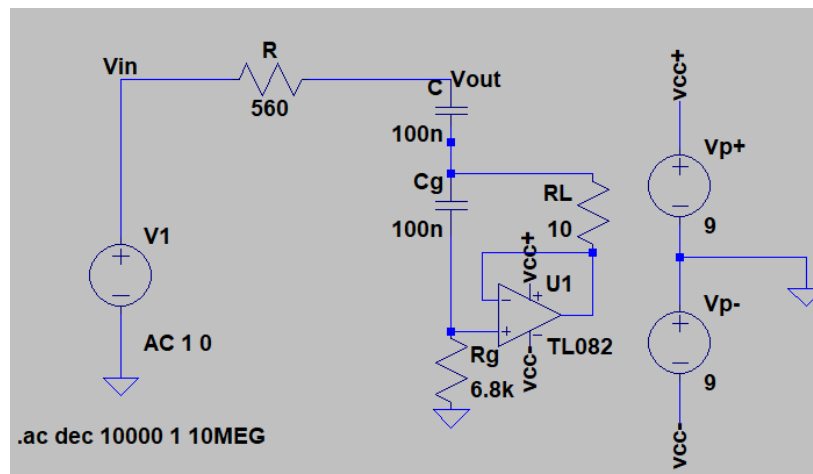 R
Vin
560
C
Vout
100n
Cg
100n
RL
10
V1
AC 1 0
vcc+
U1
TL082
vcc-
Rg
6.8k
vcc+
Vp+
9
Vp-
9
vcc-
.ac dec 10000 1 10MEG